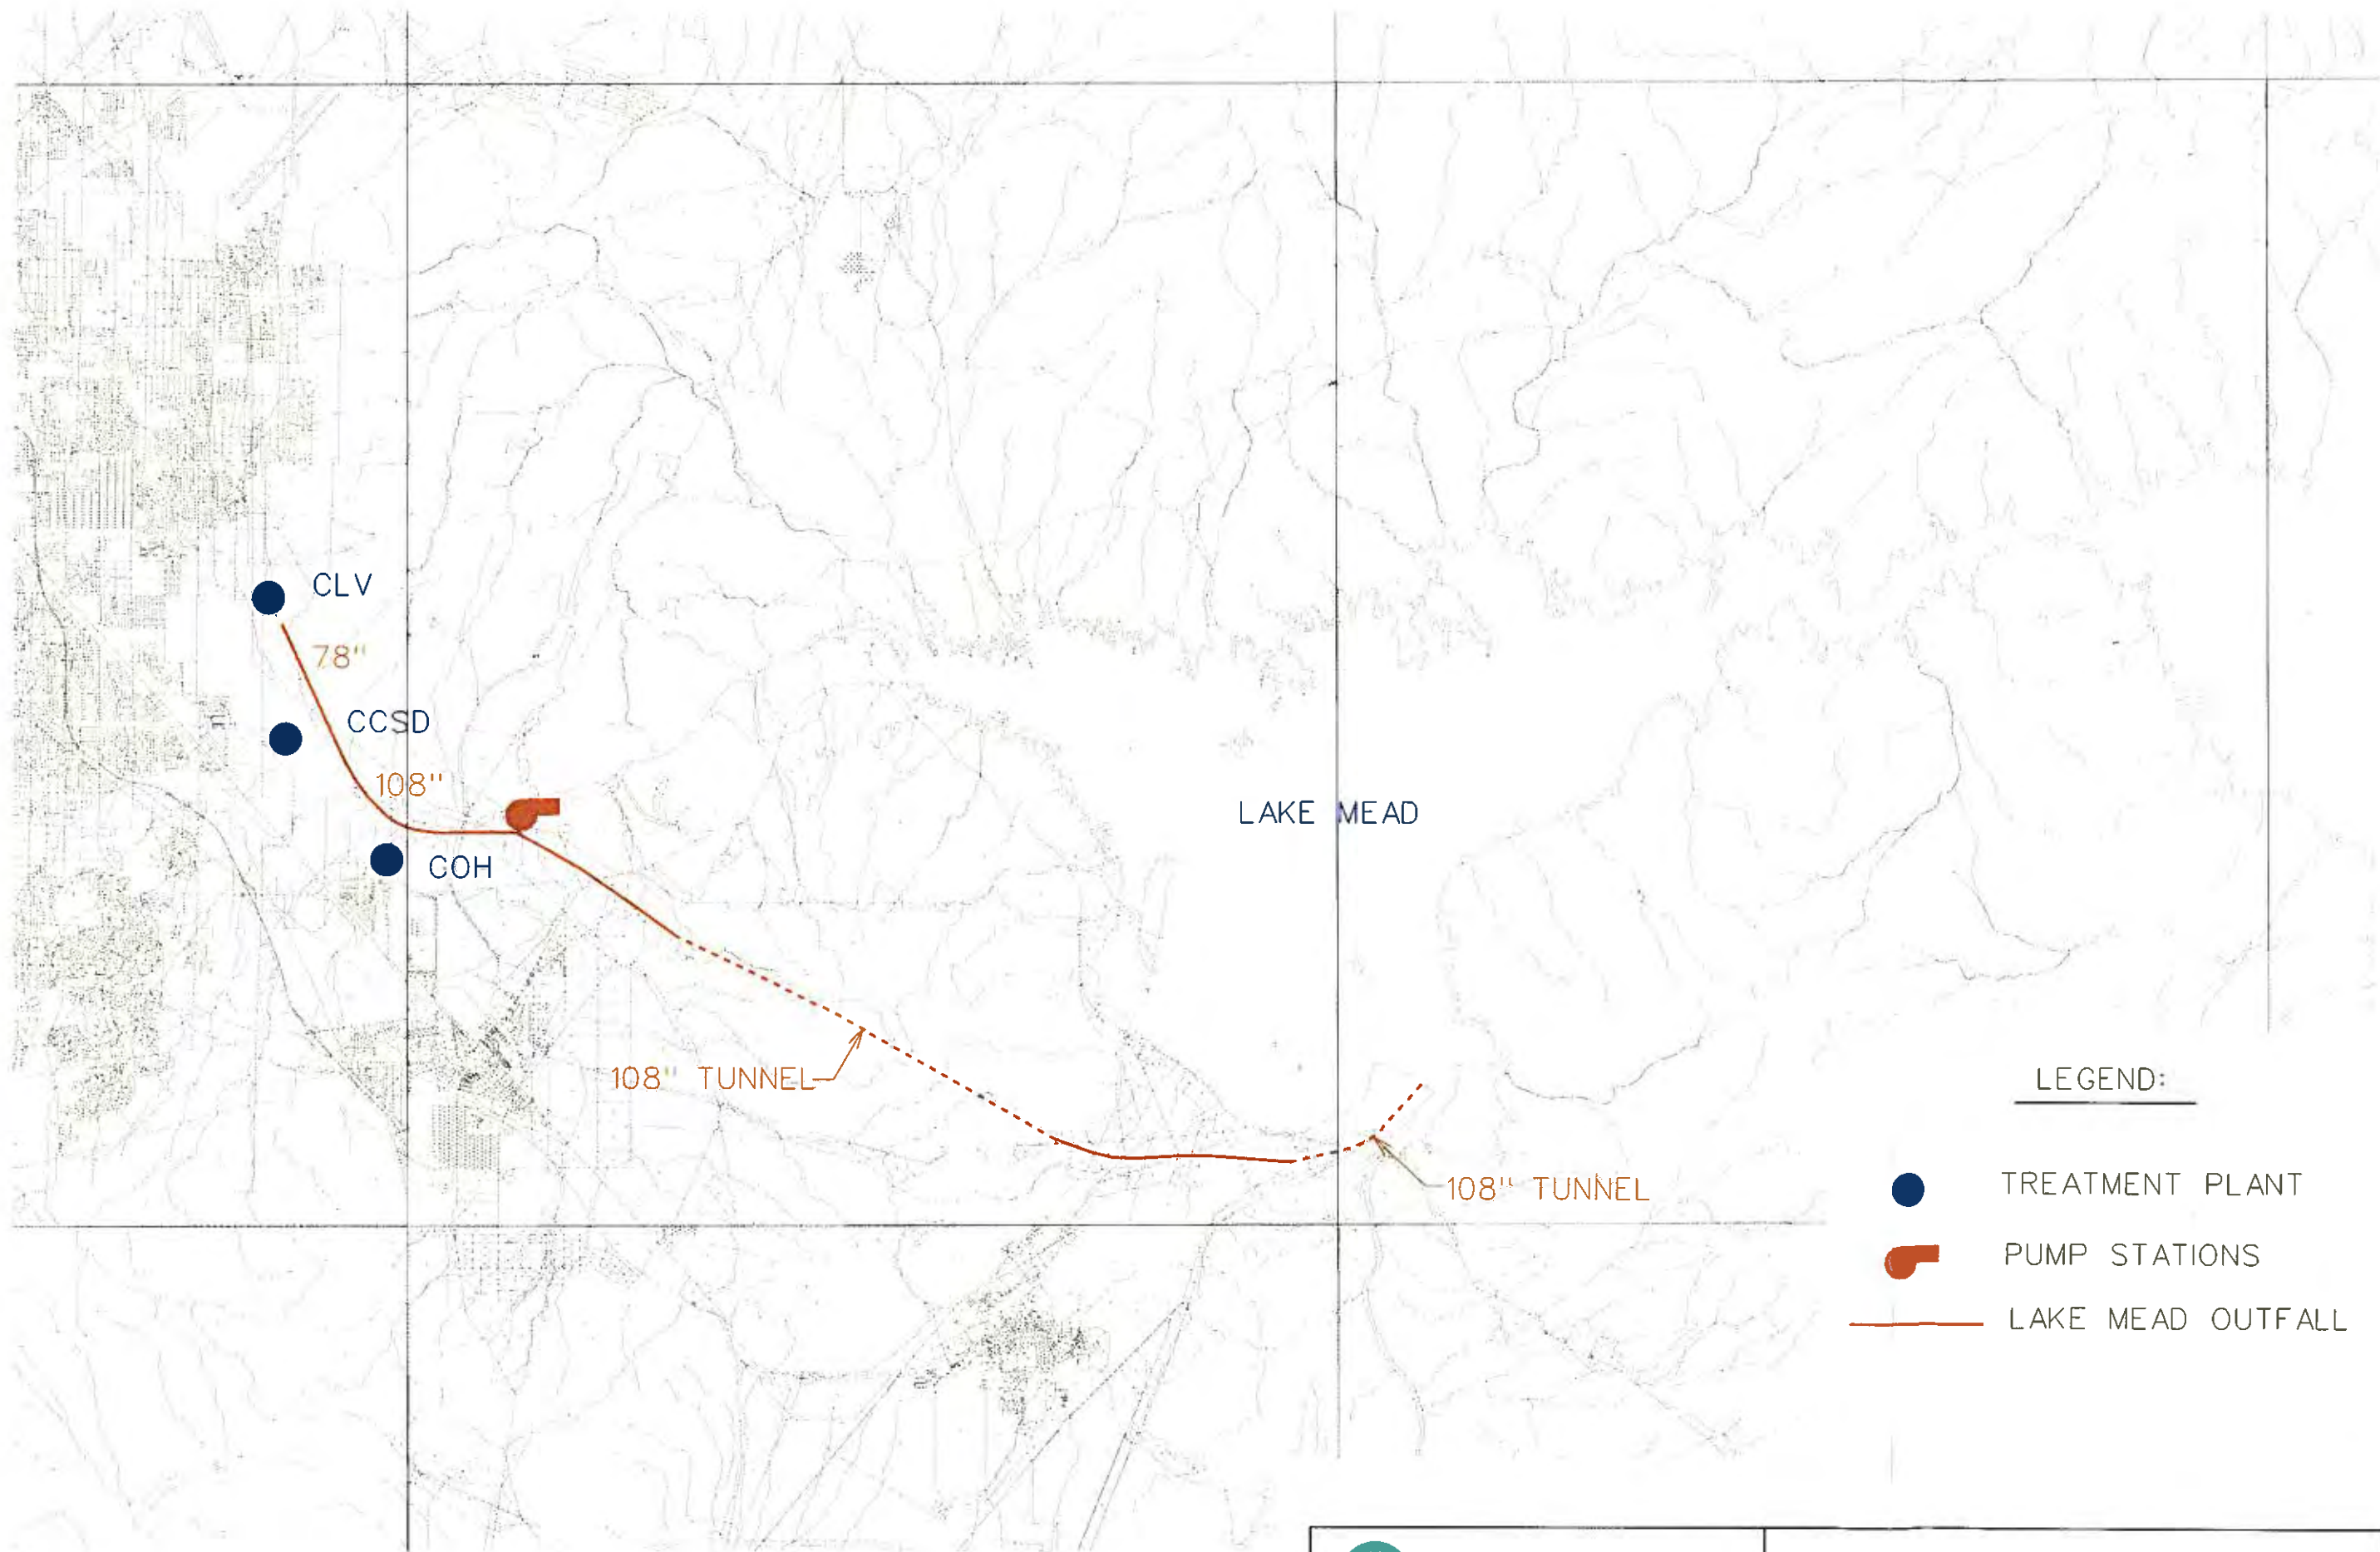 CLV
78"
CCSD
108"
COH
LAKE MEAD
108" TUNNEL
108" TUNNEL
LEGEND:
TREATMENT PLANT
PUMP STATIONS
LAKE MEAD OUTFALL